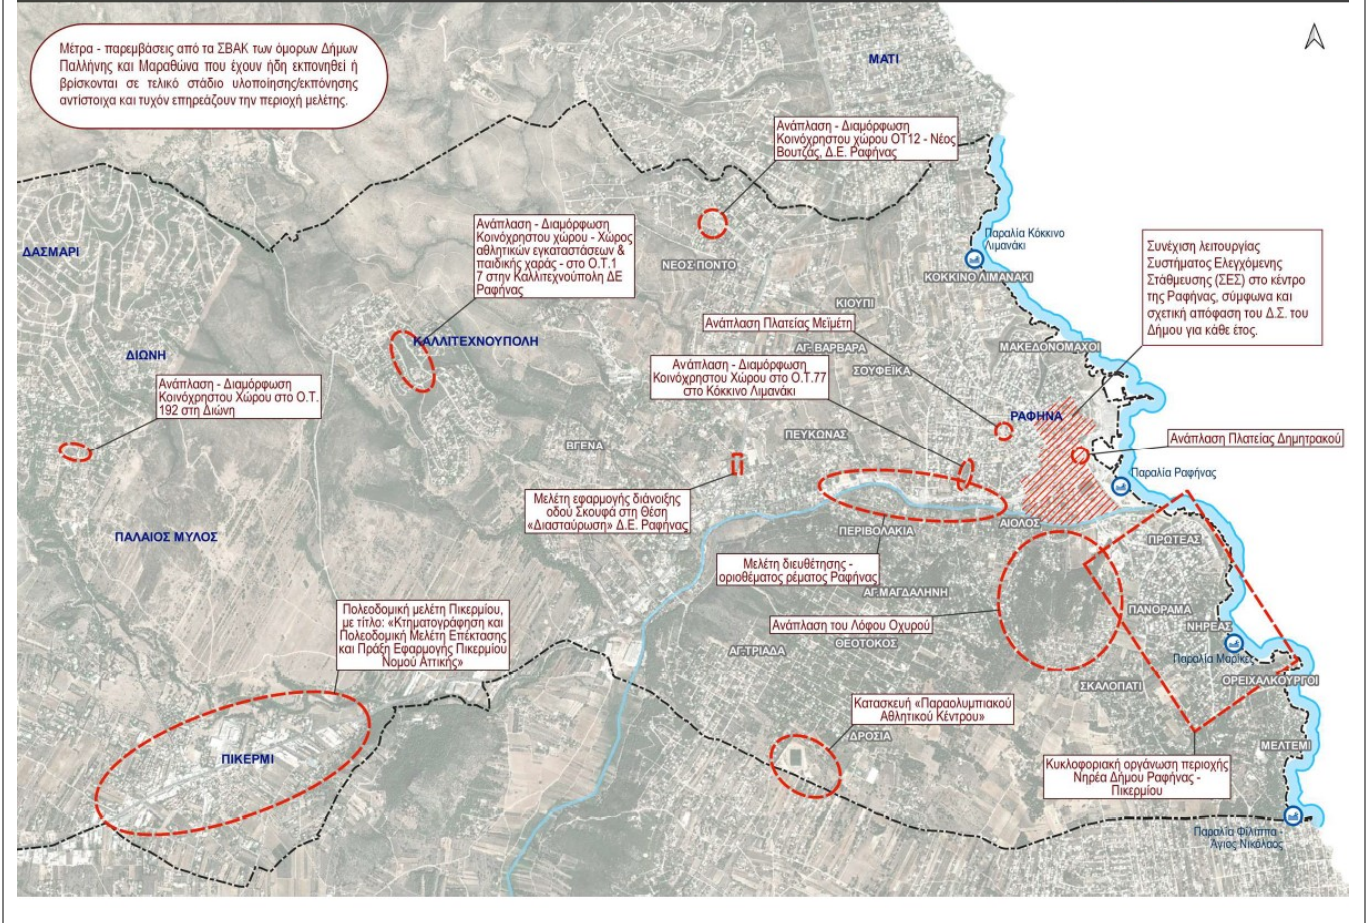 Μέτρα - παρεμβάσεις από τα ΣΒΑΚ των όμορων Δήμων
Παλλήνης και Μαραθώνα που έχουν ήδη εκπονηθεί ή
βρίσκονται σε τελικό στάδιο υλοποίησης/εκπόνησης
αντίστοιχα και τυχόν επηρεάζουν την περιοχή μελέτης.
ΜΑΤΙ
Ανάπλαση - Διαμόρφωση
Κοινόχρηστου χώρου ΟΤ12 - Νέος
Βουτζάς, Δ.Ε. Ραφήνας
Ανάπλαση - Διαμόρφωση
Κοινόχρηστου χώρου - Χώρος
αθλητικών εγκαταστάσεων &
παιδικής χαράς - στο Ο.Τ.1
7 στην Καλλιτεχνούπολη ΔΕ
Ραφήνας
Παραλία Κόκκινο
Λιμανάκι
Συνέχιση λειτουργίας
Συστήματος Ελεγχόμενης
Στάθμευσης (ΣΕΣ) στο κέντρο
της Ραφήνας, σύμφωνα και
σχετική απόφαση του Δ.Σ. του
Δήμου για κάθε έτος.
ΔΑΣΜΑΡΙ
ΝΕΟΣ ΠΟΝΤΟ
ΚΟΚΚΙΝΟ ΛΙΜΑΝΑΚΙ
ΚΙΟΥΠΙ
Ανάπλαση Πλατείας Μεϊμέτη
ΚΑΛΛΙΤΕΧΝΟΥΠΟΛΗ
ΑΓ. ΒΑΡΒΑΡΑ
ΜΑΚΕΔΟΝΟΜΑΧΟΙ
ΔΙΩΝΗ
Ανάπλαση - Διαμόρφωση
Κοινόχρηστου Χώρου στο Ο.Τ.77
στο Κόκκινο Λιμανάκι
ΣΟΥΦΕΪΚΑ
Ανάπλαση - Διαμόρφωση
Κοινόχρηστου Χώρου στο Ο.Τ.
192 στη Διώνη
ΡΑΦΗΝΑ
ΠΕΥΚΩΝΑΣ
Ανάπλαση Πλατείας Δημητρακού
ΒΓΕΝΑ
Παραλία Ραφήνας
Μελέτη εφαρμογής διάνοιξης
οδού Σκουφά στη Θέση
«Διασταύρωση» Δ.Ε. Ραφήνας
ΑΙΟΛΟΣ
ΠΕΡΙΒΟΛΑΚΙΑ
ΠΑΛΑΙΟΣ ΜΥΛΟΣ
ΠΡΩΤΕΑΣ
Μελέτη διευθέτησης -
οριοθέματος ρέματος Ραφήνας
ΑΓ.ΜΑΓΔΑΛΗΝΗ
Πολεοδομική μελέτη Πικερμίου,
με τίτλο: «Κτηματογράφηση και
Πολεοδομική Μελέτη Επέκτασης
και Πράξη Εφαρμογής Πικερμίου
Νομού Αττικής»
ΠΑΝΟΡΑΜΑ
Ανάπλαση του Λόφου Οχυρού
ΝΗΡΕΑΣ
ΘΕΟΤΟΚΟΣ
ΑΓ.ΤΡΙΑΔΑ
Παραλία Μαρίκες
ΟΡΕΙΧΑΛΚΟΥΡΓΟΙ
ΣΚΑΛΟΠΑΤΙ
Κατασκευή «Παραολυμπιακού
Αθλητικού Κέντρου»
ΔΡΟΣΙΑ
ΜΕΛΤΕΜΙ
ΠΙΚΕΡΜΙ
Κυκλοφοριακή οργάνωση περιοχής
Νηρέα Δήμου Ραφήνας -
Πικερμίου
Παραλία Φίλιππα -
Άγιος Νικόλαος